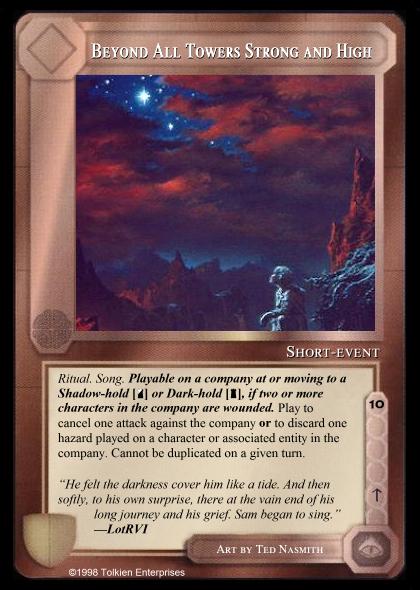 Beyond All Towers Strong and High
Short-event
Ritual. Song. Playable on a company at or moving to a
Shadow-hold [] or Dark-hold [], if two or more
characters in the company are wounded. Play to
cancel one attack against the company or to discard one
hazard played on a character or associated entity in the
company. Cannot be duplicated on a given turn.
10
“He felt the darkness cover him like a tide. And then
softly, to his own surprise, there at the vain end of his
long journey and his grief. Sam began to sing.”
—LotRVI
Art by Ted Nasmith
©1998 Tolkien Enterprises